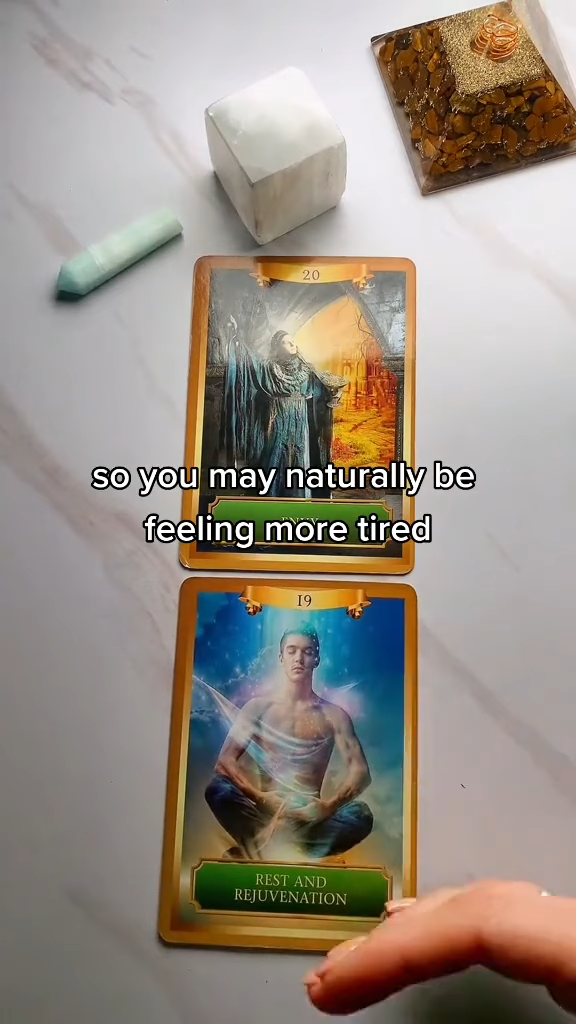 20
so you may naturally be
feeling more tired
19
REST AND
REJUVENATION